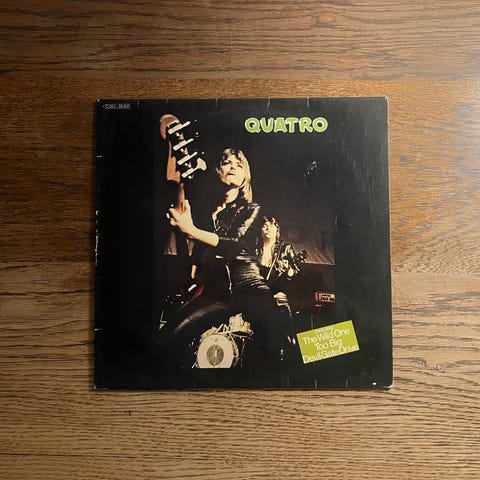 QUATRO
The Wild One
Too Big
Devil Gate Drive